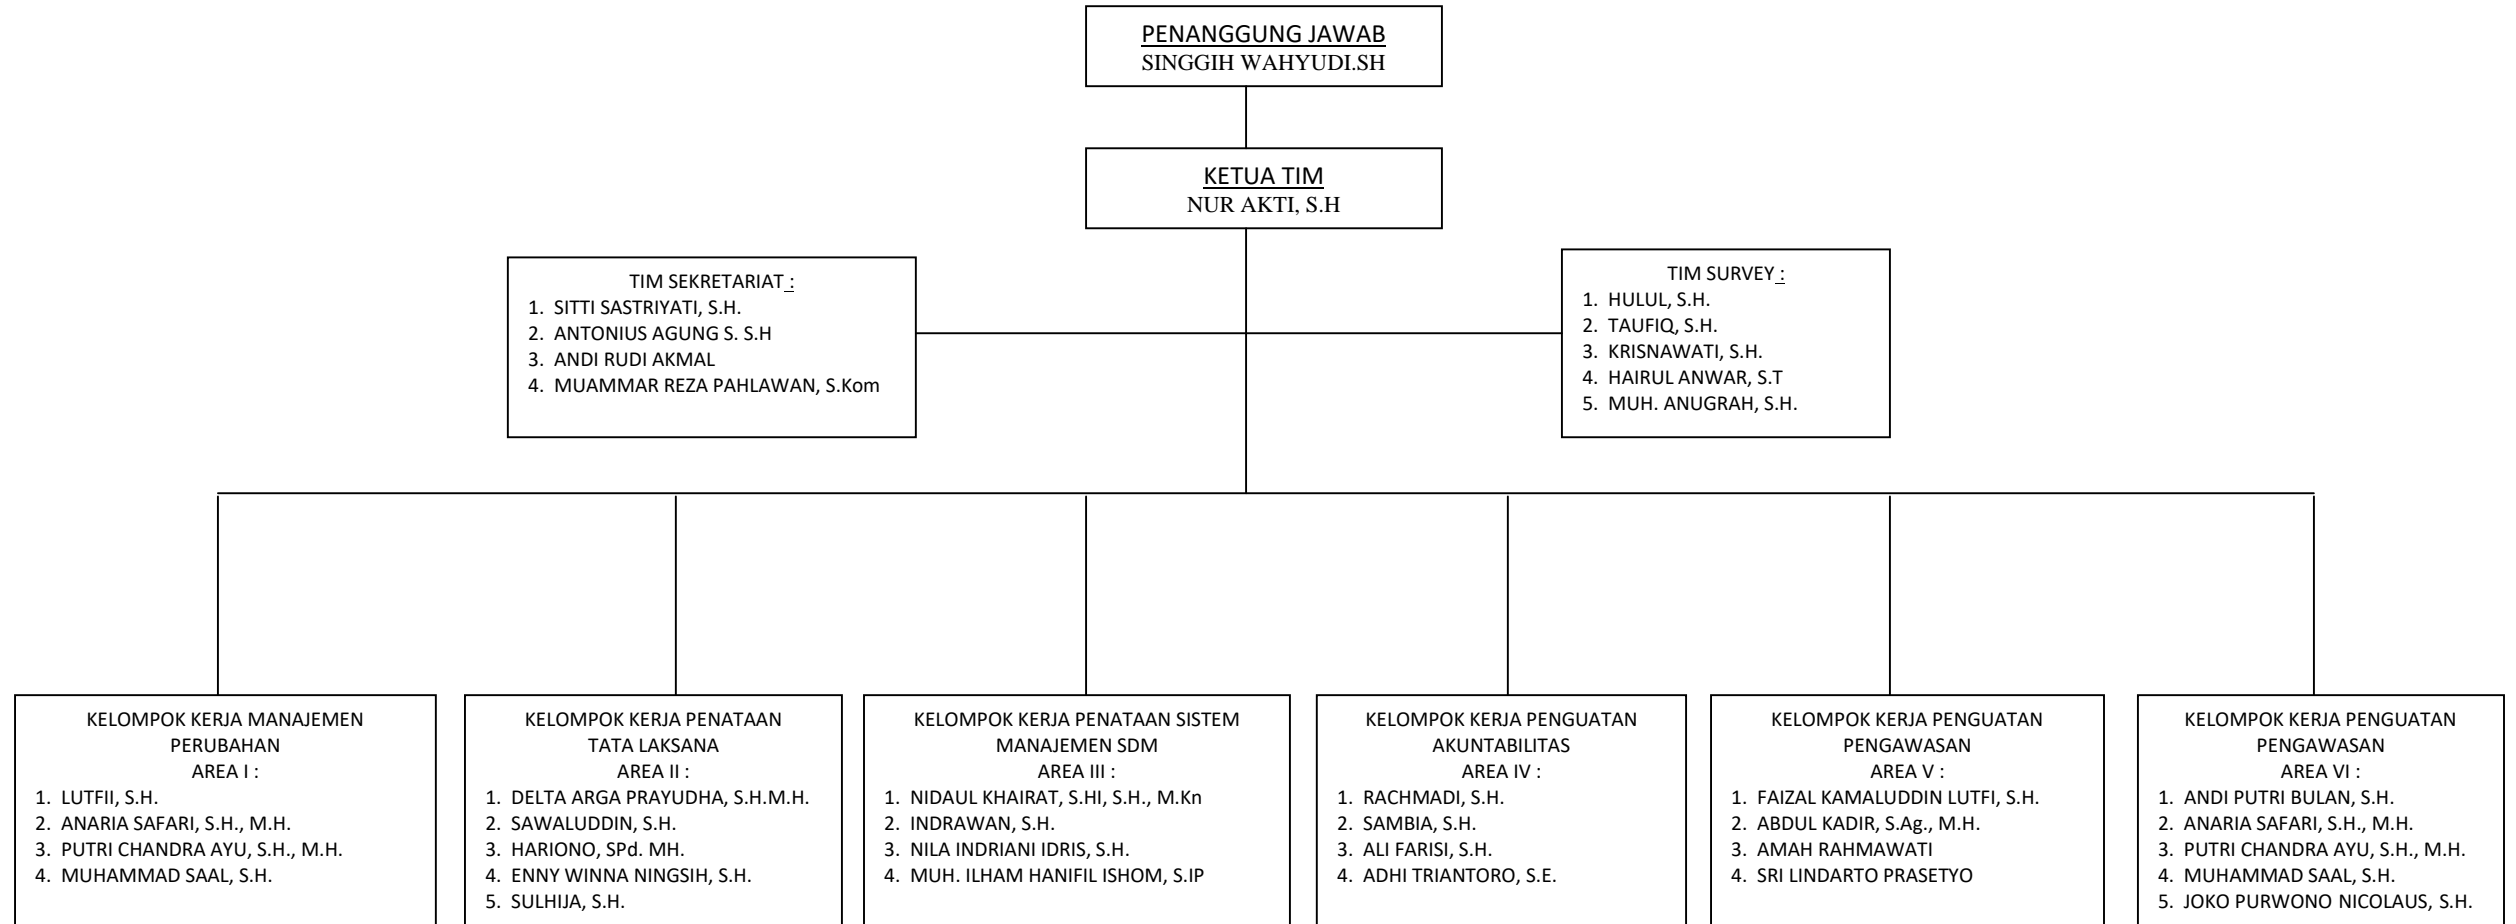 PENANGGUNG JAWAB
SINGGIH WAHYUDI.SH
KETUA TIM
NUR AKTI, S.H
TIM SEKRETARIAT :
1. SITTI SASTRIYATI, S.H.
2. ANTONIUS AGUNG S. S.H
3. ANDI RUDI AKMAL
4. MUAMMAR REZA PAHLAWAN, S.Kom
TIM SURVEY :
1. HULUL, S.H.
2. TAUFIQ, S.H.
3. KRISNAWATI, S.H.
4. HAIRUL ANWAR, S.T
5. MUH. ANUGRAH, S.H.
KELOMPOK KERJA MANAJEMEN
PERUBAHAN
AREA I :
1. LUTFII, S.H.
2. ANARIA SAFARI, S.H., M.H.
3. PUTRI CHANDRA AYU, S.H., M.H.
4. MUHAMMAD SAAL, S.H.
KELOMPOK KERJA PENATAAN
TATA LAKSANA
AREA II :
1. DELTA ARGA PRAYUDHA, S.H.M.H.
2. SAWALUDDIN, S.H.
3. HARIONO, SPd. MH.
4. ENNY WINNA NINGSIH, S.H.
5. SULHIJA, S.H.
KELOMPOK KERJA PENATAAN SISTEM
MANAJEMEN SDM
AREA III :
1. NIDAUL KHAIRAT, S.HI, S.H., M.Kn
2. INDRAWAN, S.H.
3. NILA INDRIANI IDRIS, S.H.
4. MUH. ILHAM HANIFIL ISHOM, S.IP
KELOMPOK KERJA PENGUATAN
AKUNTABILITAS
AREA IV :
1. RACHMADI, S.H.
2. SAMBIA, S.H.
3. ALI FARISI, S.H.
4. ADHI TRIANTORO, S.E.
KELOMPOK KERJA PENGUATAN
PENGAWASAN
AREA V :
1. FAIZAL KAMALUDDIN LUTFI, S.H.
2. ABDUL KADIR, S.Ag., M.H.
3. AMAH RAHMAWATI
4. SRI LINDARTO PRASETYO
KELOMPOK KERJA PENGUATAN
PENGAWASAN
AREA VI :
1. ANDI PUTRI BULAN, S.H.
2. ANARIA SAFARI, S.H., M.H.
3. PUTRI CHANDRA AYU, S.H., M.H.
4. MUHAMMAD SAAL, S.H.
5. JOKO PURWONO NICOLAUS, S.H.